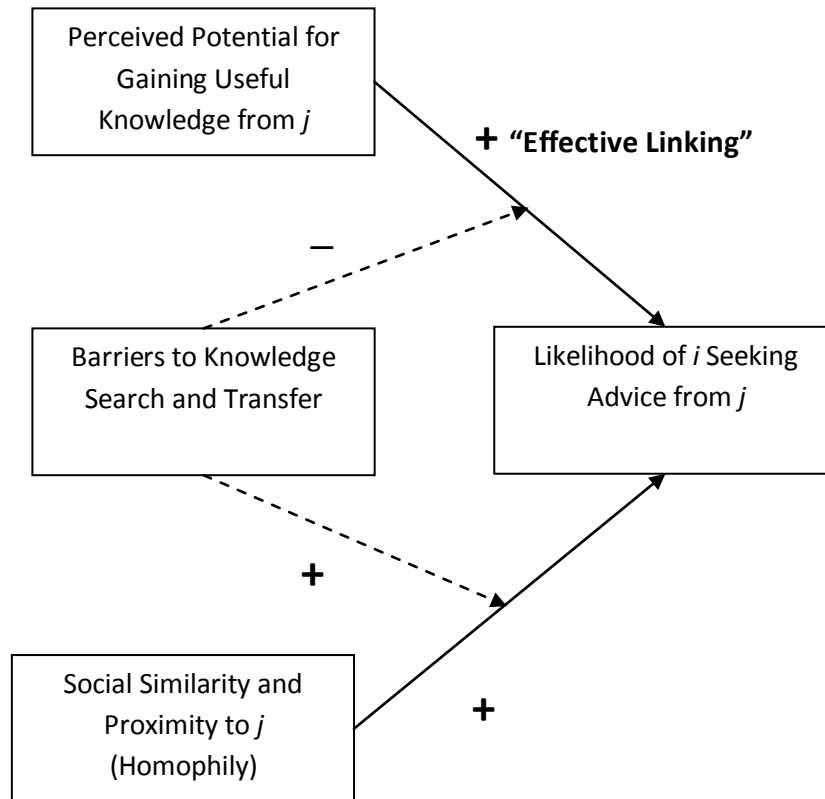 Perceived Potential for
Gaining Useful
Knowledge from j
+ “Effective Linking”
–
Barriers to Knowledge
Search and Transfer
Likelihood of i Seeking
Advice from j
+
Social Similarity and
Proximity to j
(Homophily)
+